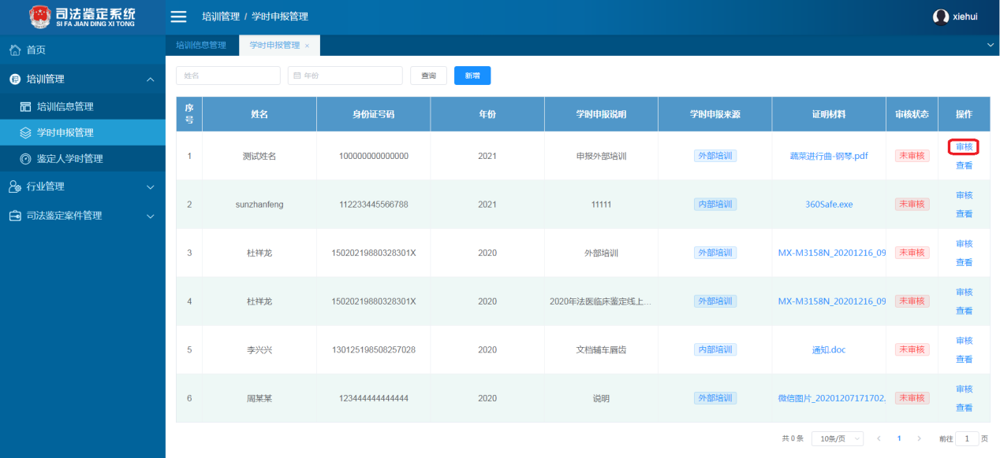 司法鉴定系统
SI FA JIAN DING XI TONG
培训管理 / 学时申报管理
xiehui
首页
培训管理
培训信息管理
学时申报管理
鉴定人学时管理
行业管理
司法鉴定案件管理
培训信息管理 学时申报管理 ×
姓名 年份 查询 新增
序号 姓名 身份证号码 年份 学时申报说明 学时申报来源 证明材料 审核状态 操作
1 测试姓名 100000000000000 2021 申报外部培训 外部培训 蔬菜进行曲-钢琴.pdf 未审核 审核 查看
2 sunzhanfeng 112233445566788 2021 11111 内部培训 360Safe.exe 未审核 审核 查看
3 杜祥龙 15020219880328301X 2020 外部培训 外部培训 MX-M3158N_20201216_09 未审核 审核 查看
4 杜祥龙 15020219880328301X 2020 2020年法医临床鉴定线上... 外部培训 MX-M3158N_20201216_09 未审核 审核 查看
5 李兴兴 130125198508257028 2020 文档辅车唇齿 内部培训 通知.doc 未审核 审核 查看
6 周某某 123444444444444 2020 说明 外部培训 微信图片_20201207171702. 未审核 审核 查看
共 0 条 10条/页 < 1 > 前往 1 页